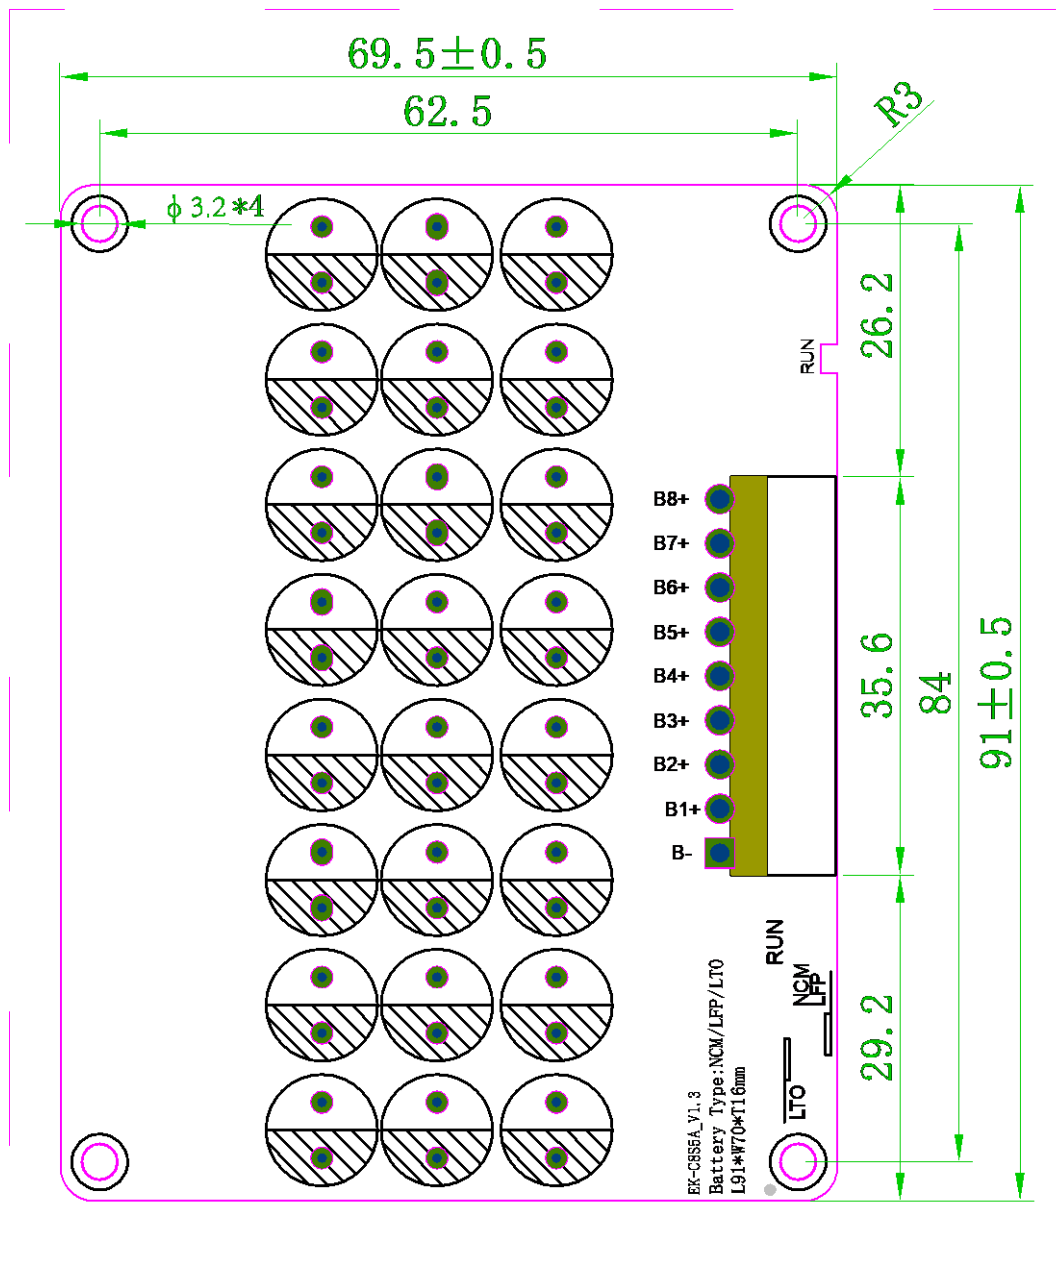 69.5±0.5
62.5
R3
ϕ3.2*4
26.2
RUN
B8+
B7+
B6+
B5+
B4+
B3+
B2+
B1+
B-
35.6
84
91±0.5
RUN
NCM
LFP
29.2
LTO
EK-C8S5A_V1.3
Battery Type:NCM/LFP/LTO
L91*W70*T16mm